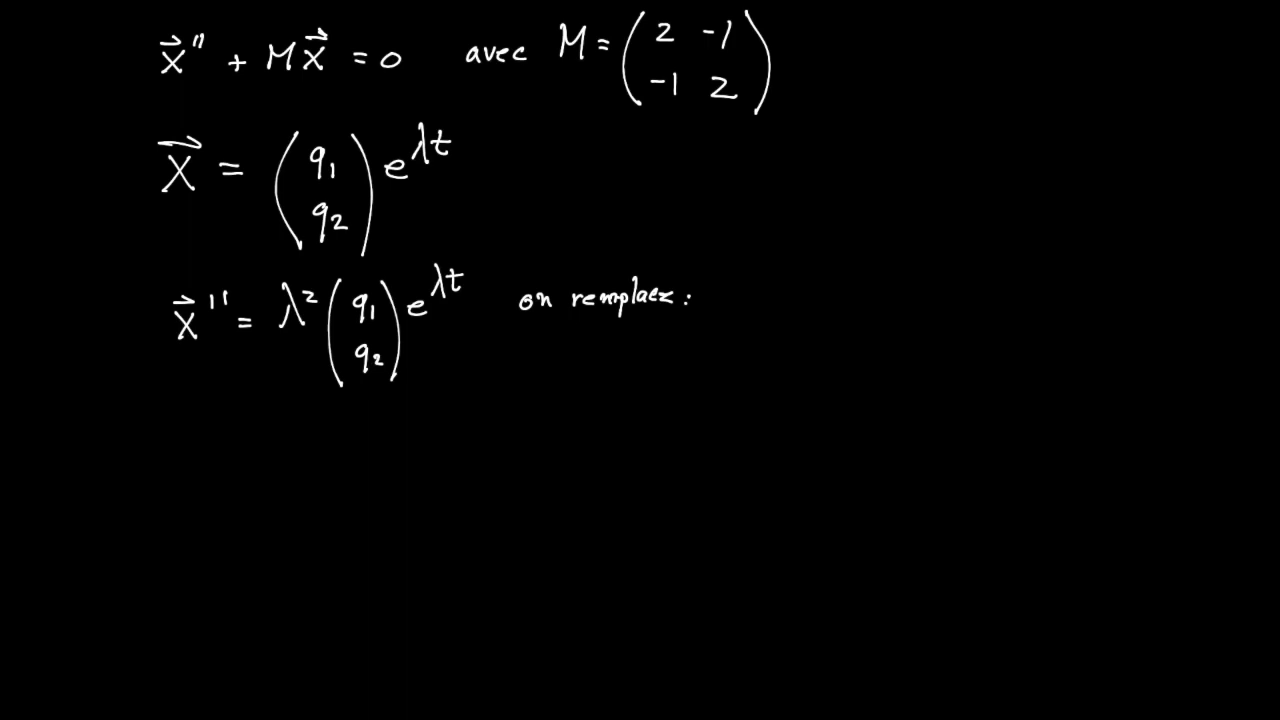 X⃗'' + MX⃗ = 0 avec M = (2 -1 -1 2)
X⃗ = (q₁ q₂) e^λt
X⃗'' = λ² (q₁ q₂) e^λt on remplace :